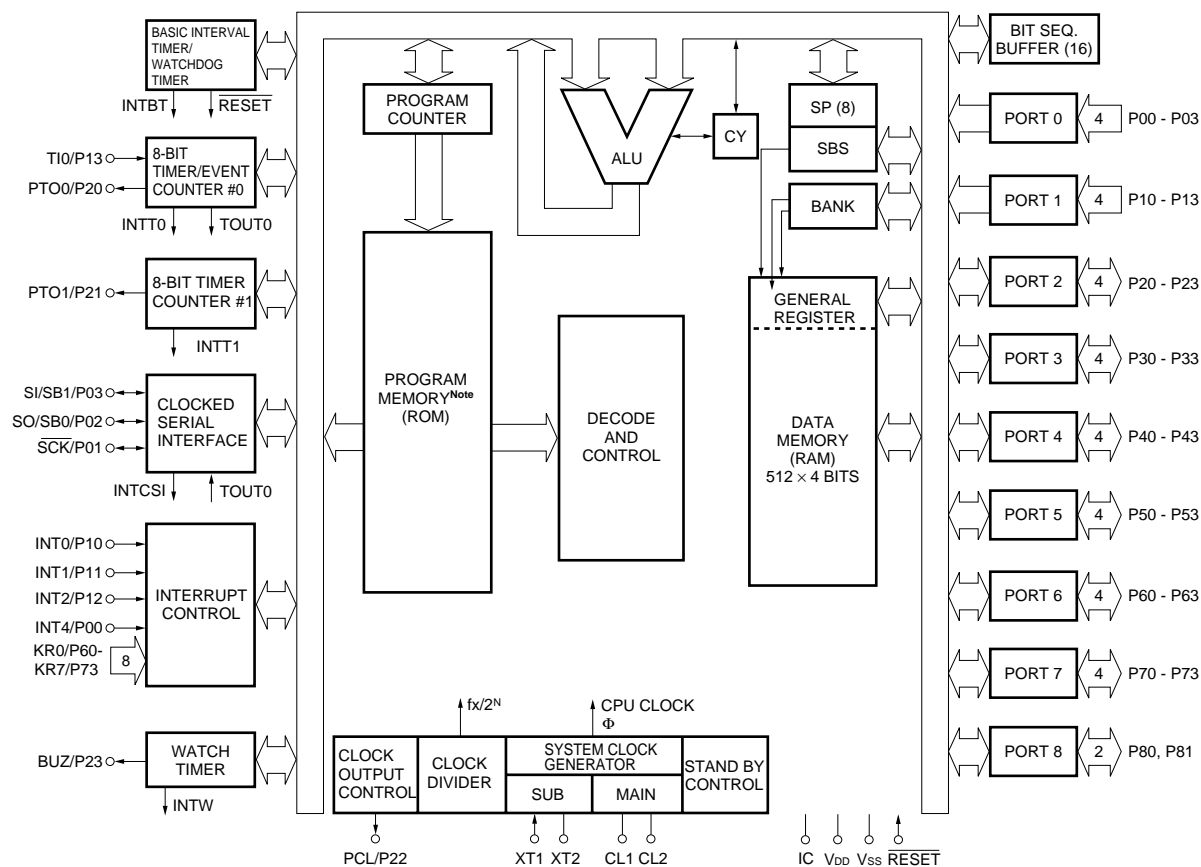 BASIC INTERVAL
TIMER/
WATCHDOG
TIMER
INTBT
RESET
TI0/P13
PTO0/P20
8-BIT
TIMER/EVENT
COUNTER #0
INTT0
TOUT0
PTO1/P21
8-BIT TIMER
COUNTER #1
INTT1
SI/SB1/P03
SO/SB0/P02
SCK/P01
CLOCKED
SERIAL
INTERFACE
INTCSI
TOUT0
INT0/P10
INT1/P11
INT2/P12
INT4/P00
KR0/P60-
KR7/P73
8
INTERRUPT
CONTROL
BUZ/P23
WATCH
TIMER
INTW
PROGRAM
COUNTER
ALU
CY
SP (8)
SBS
BANK
PROGRAM
MEMORYNote
(ROM)
DECODE
AND
CONTROL
GENERAL
REGISTER
DATA
MEMORY
(RAM)
512 × 4 BITS
fx/2N
CPU CLOCK
Φ
CLOCK
OUTPUT
CONTROL
CLOCK
DIVIDER
SYSTEM CLOCK
GENERATOR
SUB
MAIN
STAND BY
CONTROL
PCL/P22
XT1
XT2
CL1
CL2
IC
VDD
VSS
RESET
BIT SEQ.
BUFFER (16)
PORT 0
4
P00 - P03
PORT 1
4
P10 - P13
PORT 2
4
P20 - P23
PORT 3
4
P30 - P33
PORT 4
4
P40 - P43
PORT 5
4
P50 - P53
PORT 6
4
P60 - P63
PORT 7
4
P70 - P73
PORT 8
2
P80, P81